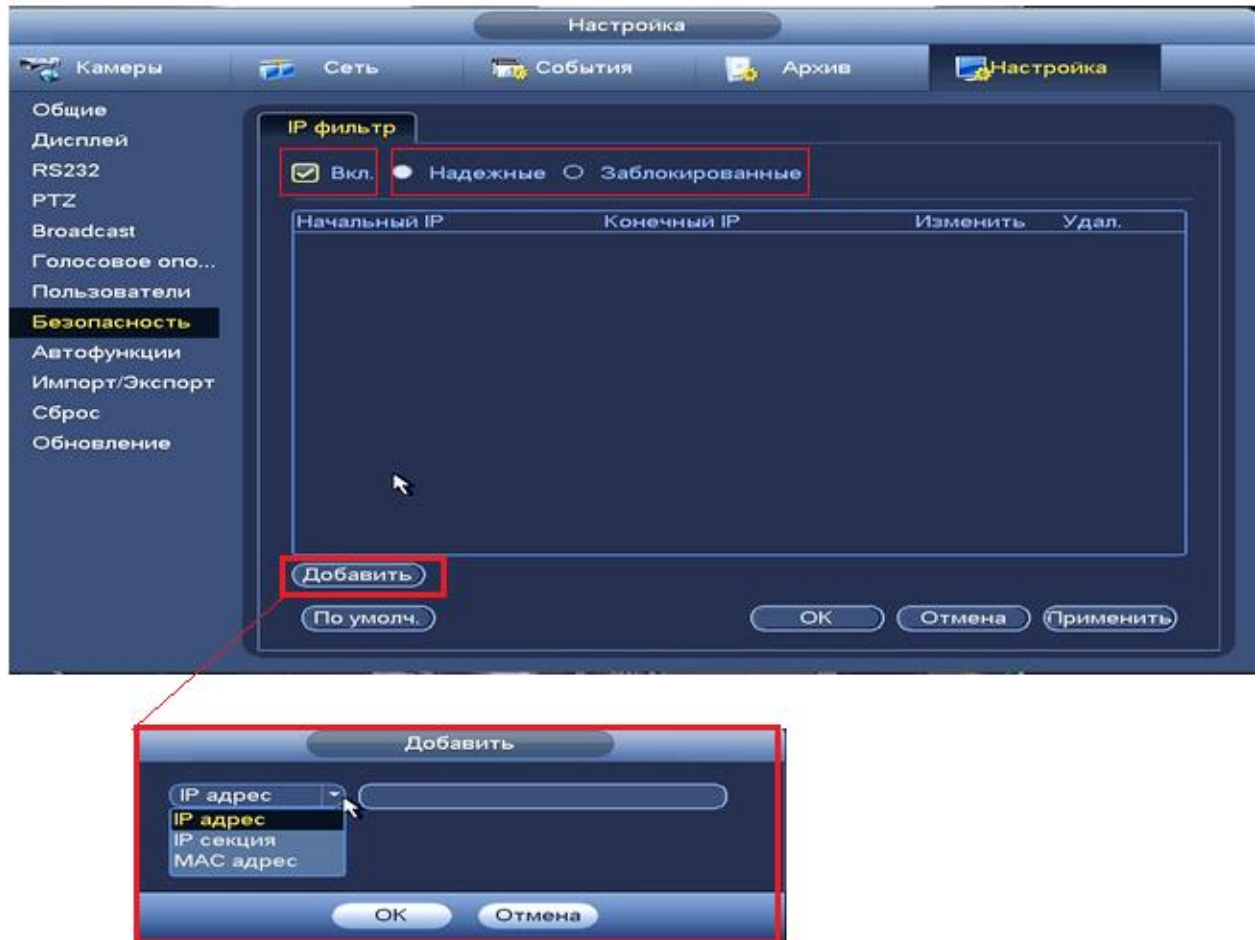 Настройка
Камеры Сеть События Архив Настройка
Общие
Дисплей
RS232
PTZ
Broadcast
Голосовое опо...
Пользователи
Безопасность
Автофункции
Импорт/Экспорт
Сброс
Обновление
IP фильтр
Вкл. Надежные Заблокированные
Начальный IP Конечный IP Изменить Удал.
Добавить
По умолч. OK Отмена Применить
Добавить
IP адрес
IP адрес
IP секция
MAC адрес
OK Отмена